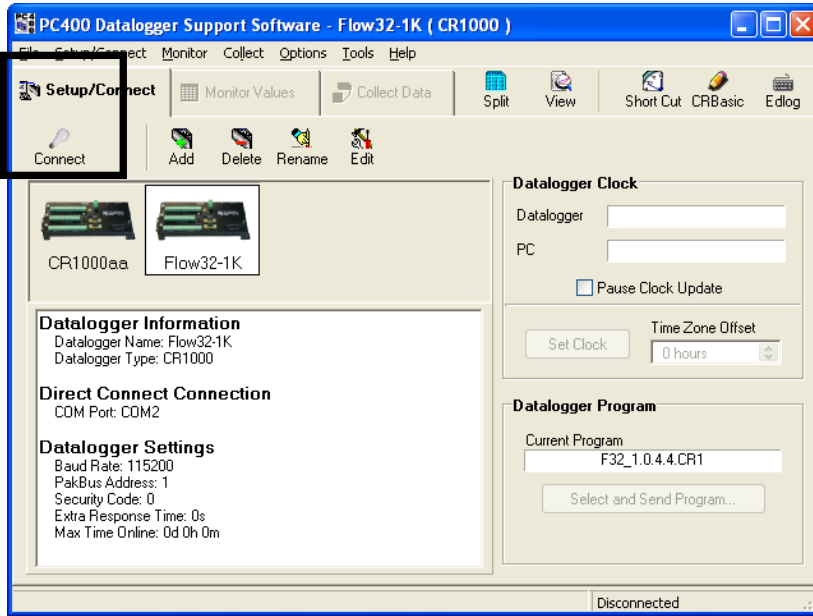 PC400 Datalogger Support Software - Flow32-1K ( CR1000 )
File Setup/Connect Monitor Collect Options Tools Help
Setup/Connect Monitor Values Collect Data Split View Short Cut CRBasic Edlog
Connect Add Delete Rename Edit
CR1000aa Flow32-1K
Datalogger Information
Datalogger Name: Flow32-1K
Datalogger Type: CR1000
Direct Connect Connection
COM Port: COM2
Datalogger Settings
Baud Rate: 115200
PakBus Address: 1
Security Code: 0
Extra Response Time: 0s
Max Time Online: 0d 0h 0m
Datalogger Clock
Datalogger
PC
Pause Clock Update
Set Clock
Time Zone Offset
0 hours
Datalogger Program
Current Program
F32_1.0.4.4.CR1
Select and Send Program...
Disconnected